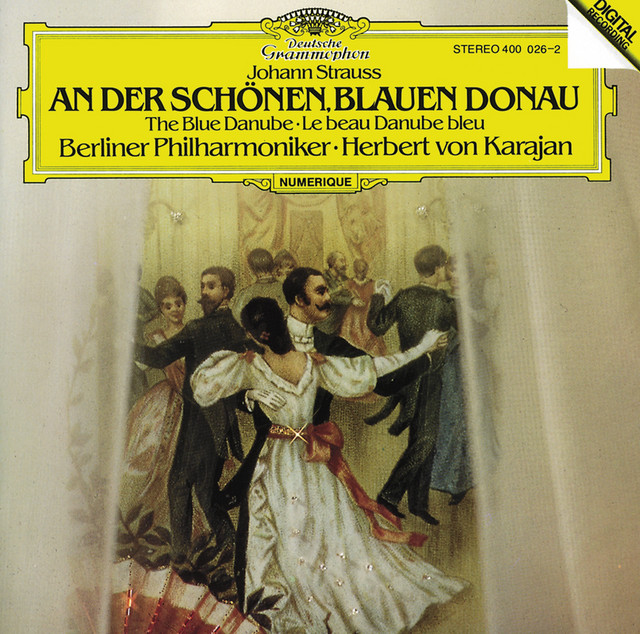 DIGITAL
RECORDING
Deutsche
Grammophon
STEREO 400 026-2
Johann Strauss
AN DER SCHÖNEN, BLAUEN DONAU
The Blue Danube · Le beau Danube bleu
Berliner Philharmoniker · Herbert von Karajan
NUMERIQUE